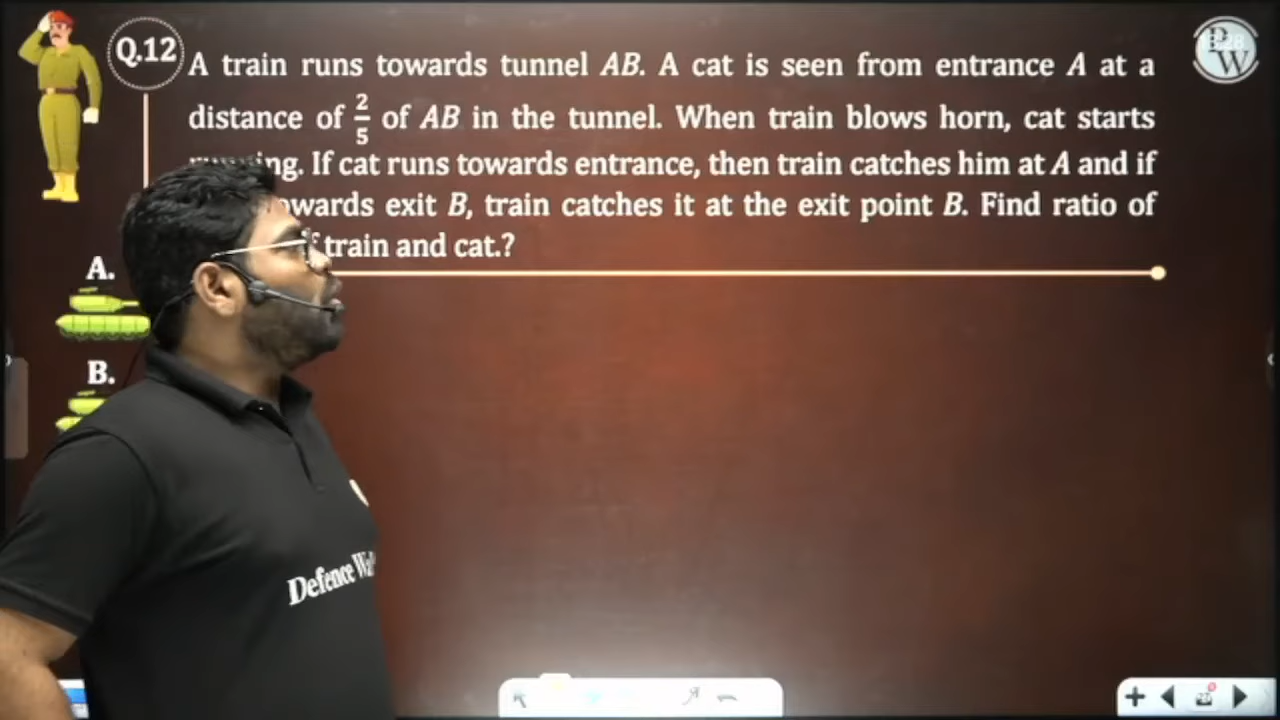 Q.12
A train runs towards tunnel AB. A cat is seen from entrance A at a
distance of 2/5 of AB in the tunnel. When train blows horn, cat starts
If cat runs towards entrance, then train catches him at A and if
exit B, train catches it at the exit point B. Find ratio of
train and cat.?
A.
B.
Defence
PW